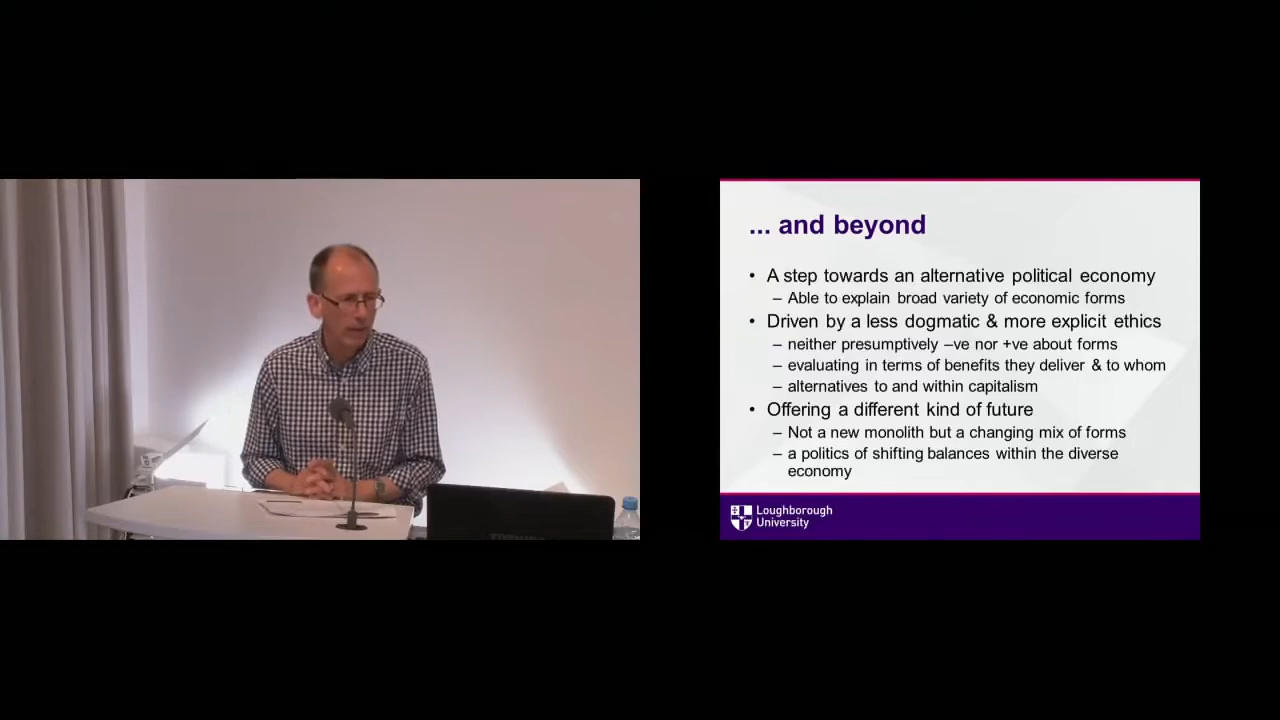 ... and beyond
• A step towards an alternative political economy
– Able to explain broad variety of economic forms
• Driven by a less dogmatic & more explicit ethics
– neither presumptively –ve nor +ve about forms
– evaluating in terms of benefits they deliver & to whom
– alternatives to and within capitalism
• Offering a different kind of future
– Not a new monolith but a changing mix of forms
– a politics of shifting balances within the diverse
economy
Loughborough
University
TOSHIBA